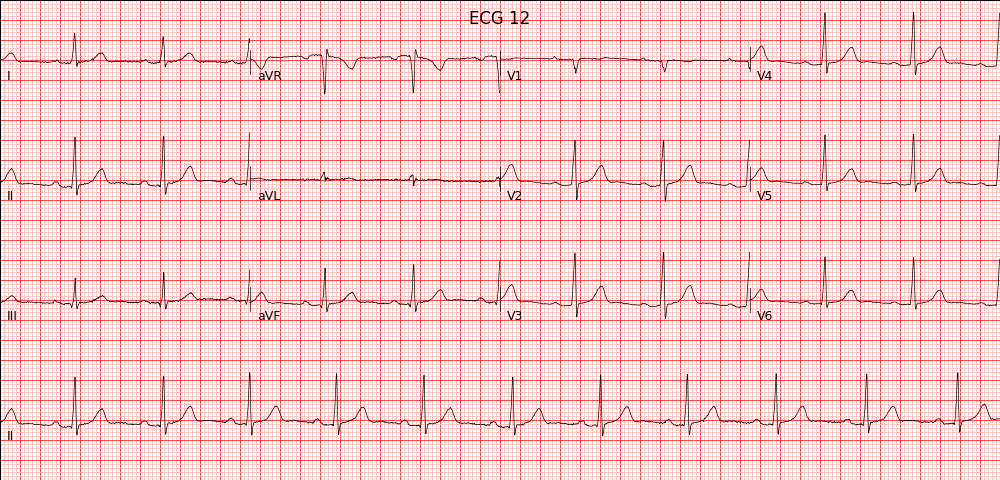 ECG 12
I aVR V1 V4
II aVL V2 V5
III aVF V3 V6
II